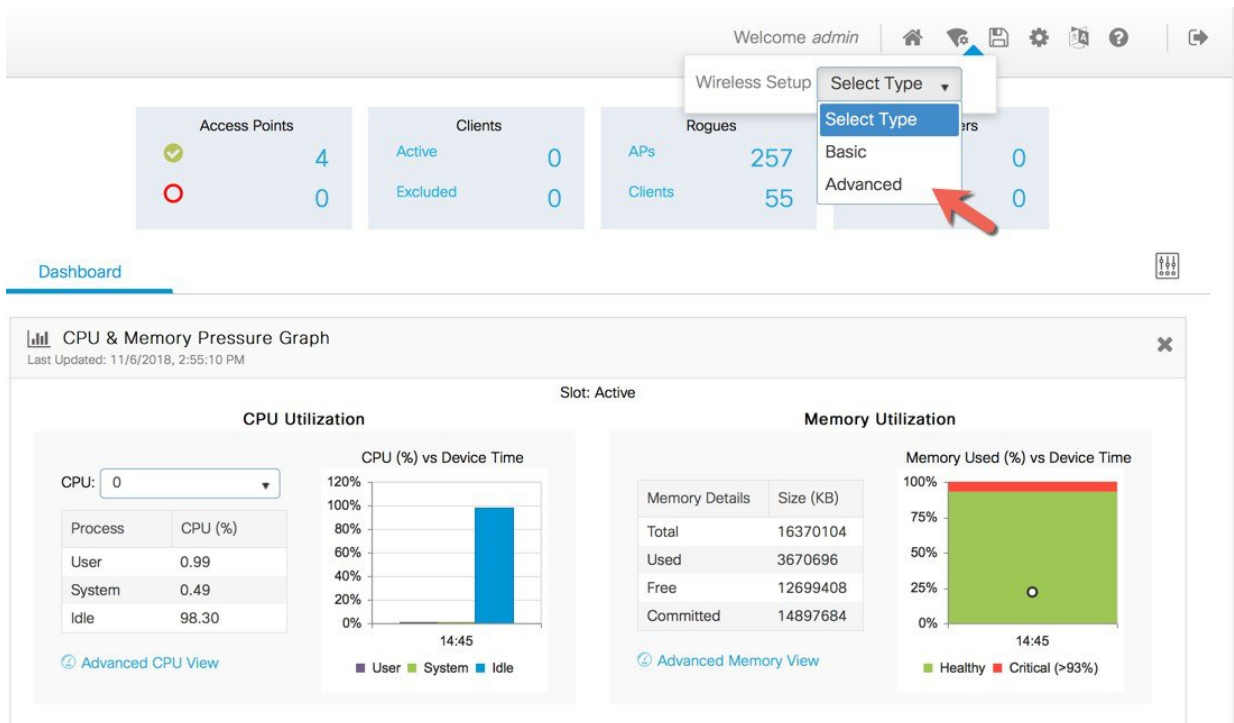 Welcome admin
Wireless Setup Select Type
Select Type
Basic
Advanced
Access Points
4
0
Clients
Active 0
Excluded 0
Rogues
APs 257
Clients 55
ers
0
0
Dashboard
CPU & Memory Pressure Graph
Last Updated: 11/6/2018, 2:55:10 PM
Slot: Active
CPU Utilization
CPU: 0
Process CPU (%)
User 0.99
System 0.49
Idle 98.30
Advanced CPU View
CPU (%) vs Device Time
120%
100%
80%
60%
40%
20%
0%
14:45
User System Idle
Memory Utilization
Memory Details Size (KB)
Total 16370104
Used 3670696
Free 12699408
Committed 14897684
Advanced Memory View
Memory Used (%) vs Device Time
100%
75%
50%
25%
0%
14:45
Healthy Critical (>93%)